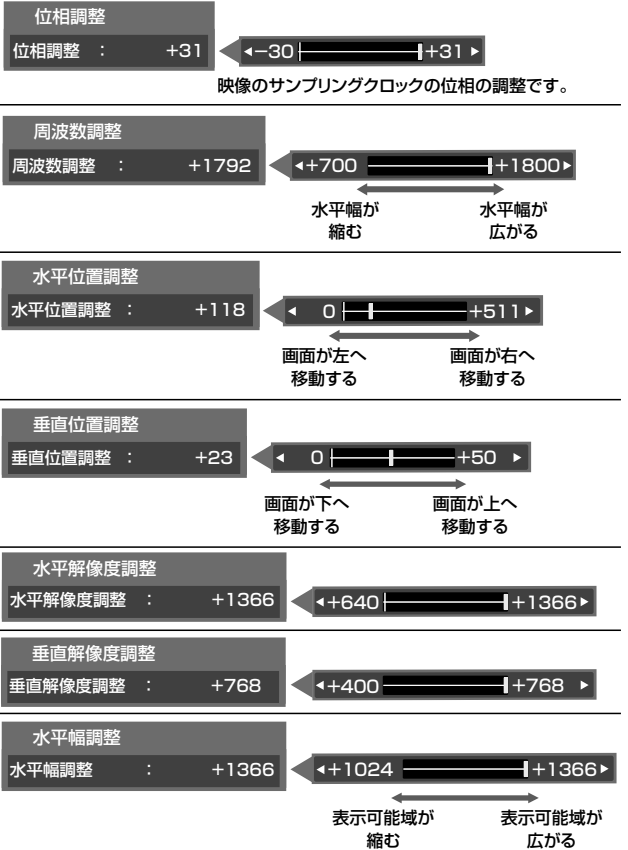 位相調整
位相調整 ： +31 ◂−30 +31 ▸
映像のサンプリングクロックの位相の調整です。
周波数調整
周波数調整 ： +1792 ◂+700 +1800▸
水平幅が 水平幅が
縮む 広がる
水平位置調整
水平位置調整 ： +118 ◂ 0 +511▸
画面が左へ 画面が右へ
移動する 移動する
垂直位置調整
垂直位置調整 ： +23 ◂ 0 +50 ▸
画面が下へ 画面が上へ
移動する 移動する
水平解像度調整
水平解像度調整 ： +1366 ◂+640 +1366▸
垂直解像度調整
垂直解像度調整 ： +768 ◂+400 +768 ▸
水平幅調整
水平幅調整 ： +1366 ◂+1024 +1366▸
表示可能域が 表示可能域が
縮む 広がる